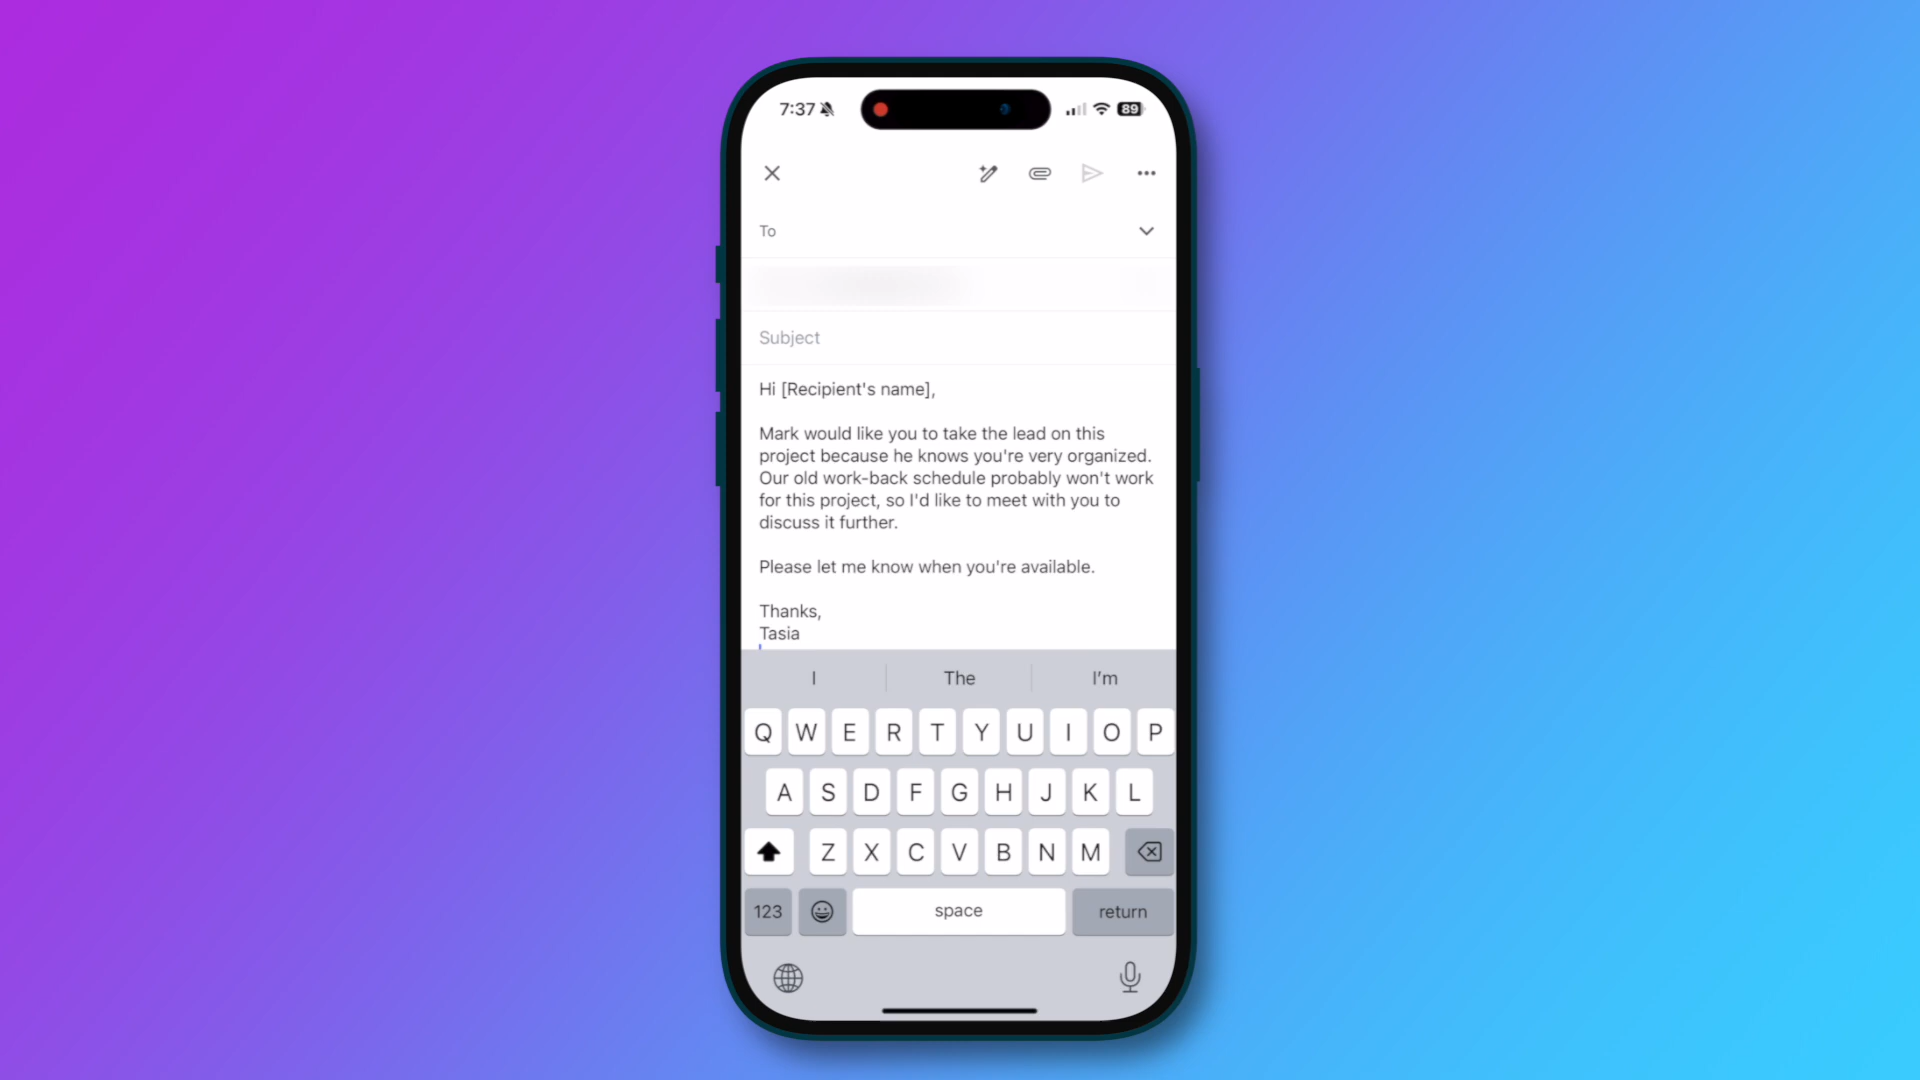 7:37 89
To
Subject
Hi [Recipient's name],
Mark would like you to take the lead on this
project because he knows you're very organized.
Our old work-back schedule probably won't work
for this project, so I'd like to meet with you to
discuss it further.
Please let me know when you're available.
Thanks,
Tasia
I The I'm
Q W E R T Y U I O P
A S D F G H J K L
Z X C V B N M
123 space return